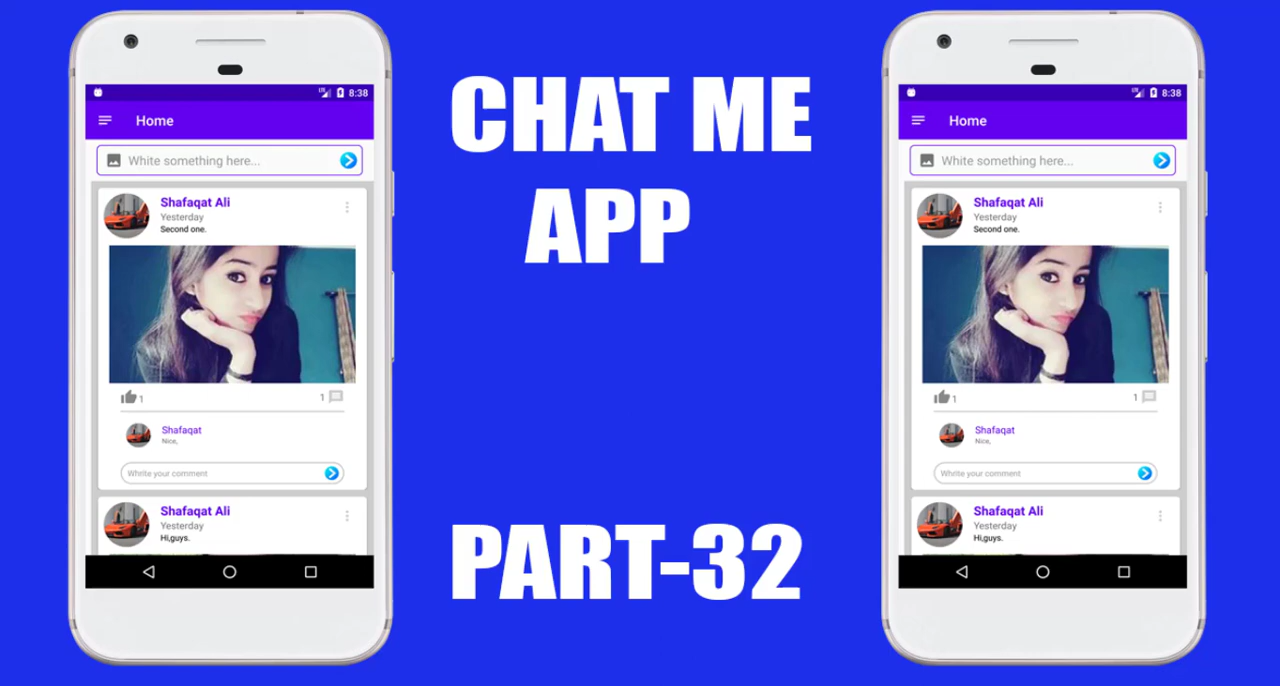 8:38
Home
White something here...
Shafaqat Ali
Yesterday
Second one.
1
1
Shafaqat
Nice,
Whrite your comment
Shafaqat Ali
Yesterday
Hi,guys.
CHAT ME
APP
PART-32
8:38
Home
White something here...
Shafaqat Ali
Yesterday
Second one.
1
1
Shafaqat
Nice,
Whrite your comment
Shafaqat Ali
Yesterday
Hi,guys.